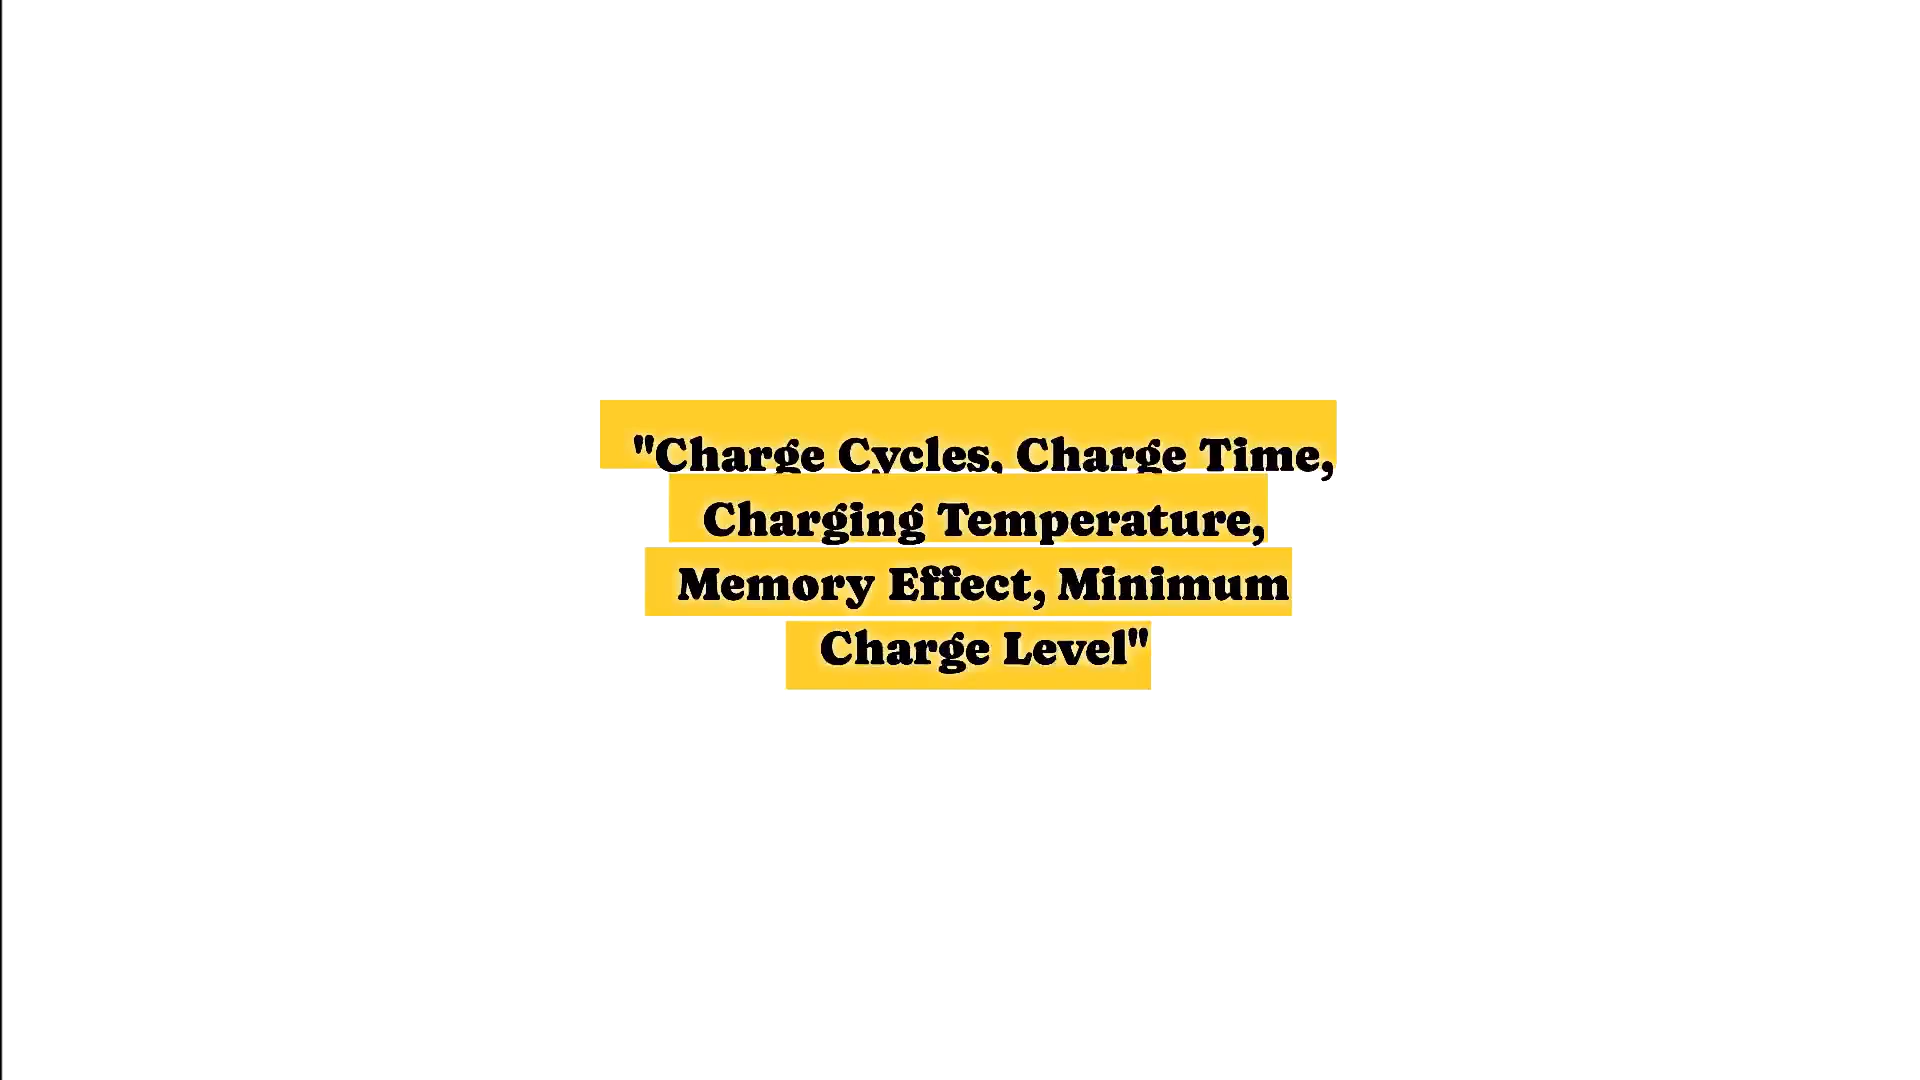 "Charge Cycles, Charge Time,
Charging Temperature,
Memory Effect, Minimum
Charge Level"